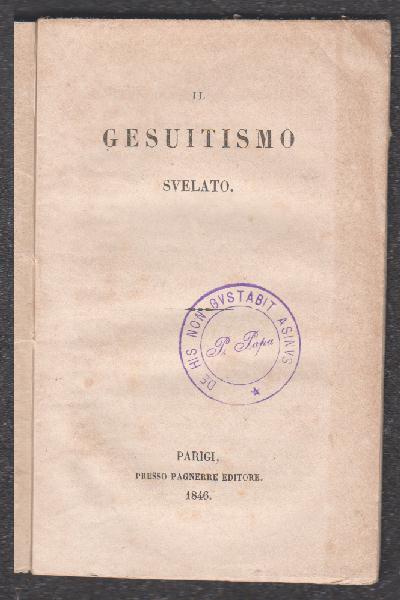 IL
GESUITISMO
SVELATO.
DE HIS NON GVSTABIT ASINVS
P. Papa
PARIGI,
PRESSO PAGNERRE EDITORE.
1846.